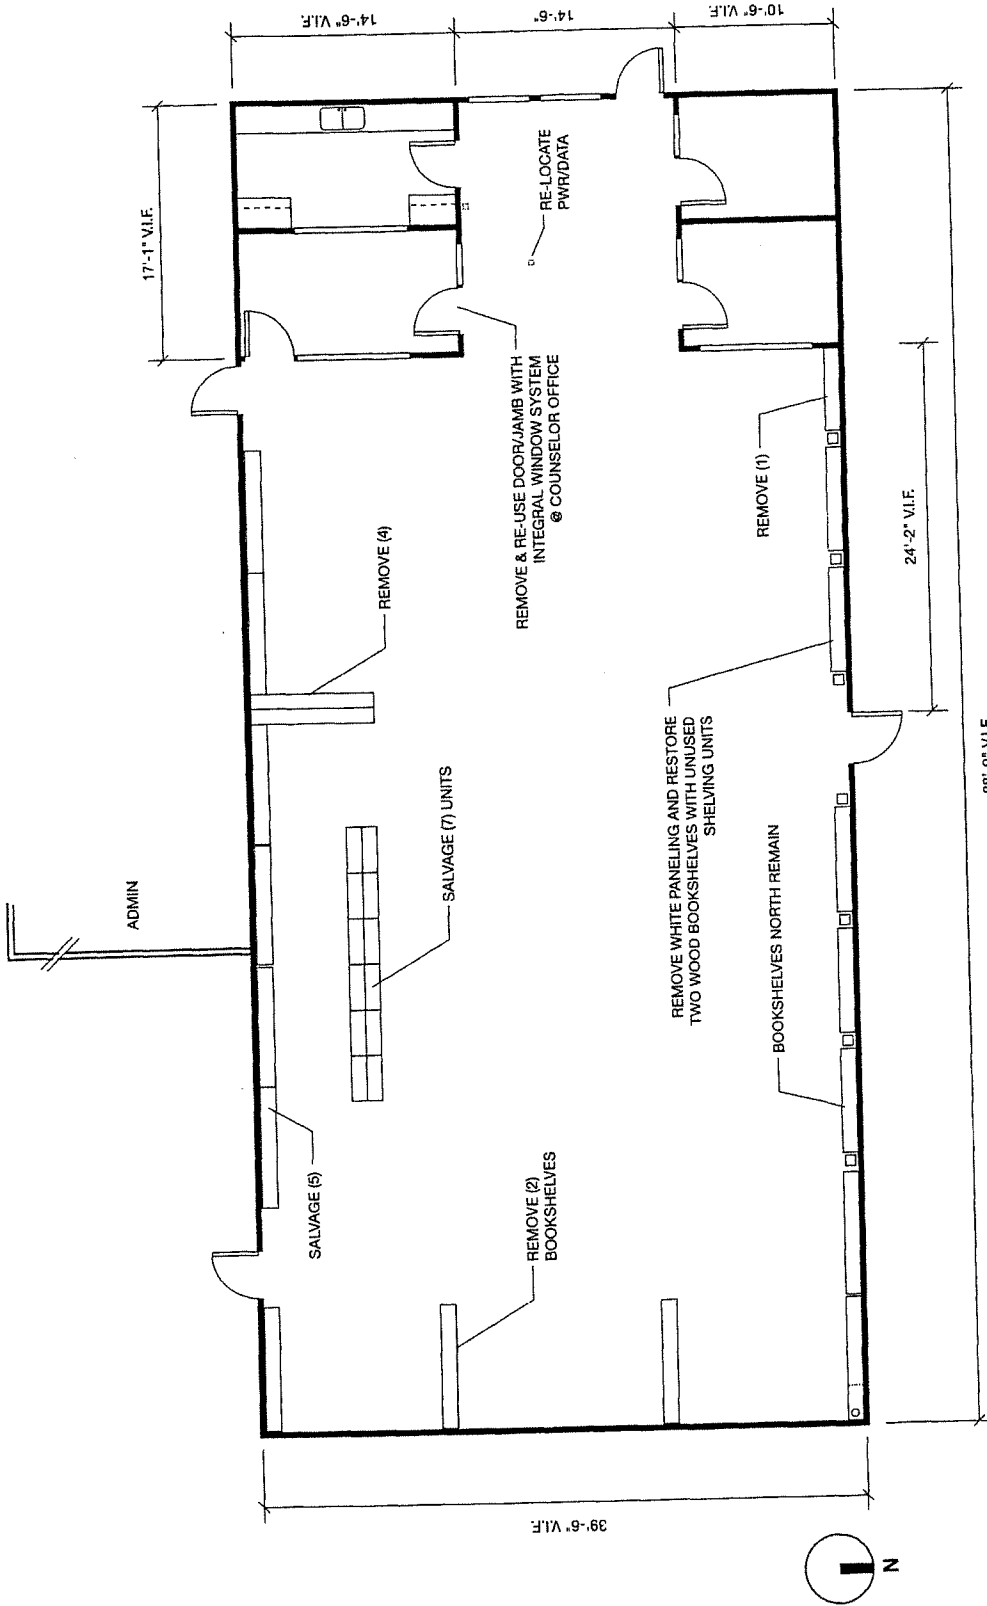 14'-6" V.I.F.
14'-6"
10'-6" V.I.F.
17'-1" V.I.F.
RE-LOCATE
PWR/DATA
REMOVE & RE-USE DOOR/JAMB WITH
INTEGRAL WINDOW SYSTEM
@ COUNSELOR OFFICE
REMOVE (1)
24'-2" V.I.F.
REMOVE (4)
ADMIN
SALVAGE (7) UNITS
REMOVE WHITE PANELING AND RESTORE
TWO WOOD BOOKSHELVES WITH UNUSED
SHELVING UNITS
BOOKSHELVES NORTH REMAIN
SALVAGE (5)
REMOVE (2)
BOOKSHELVES
V.I.F.
39'-6" V.I.F.
N